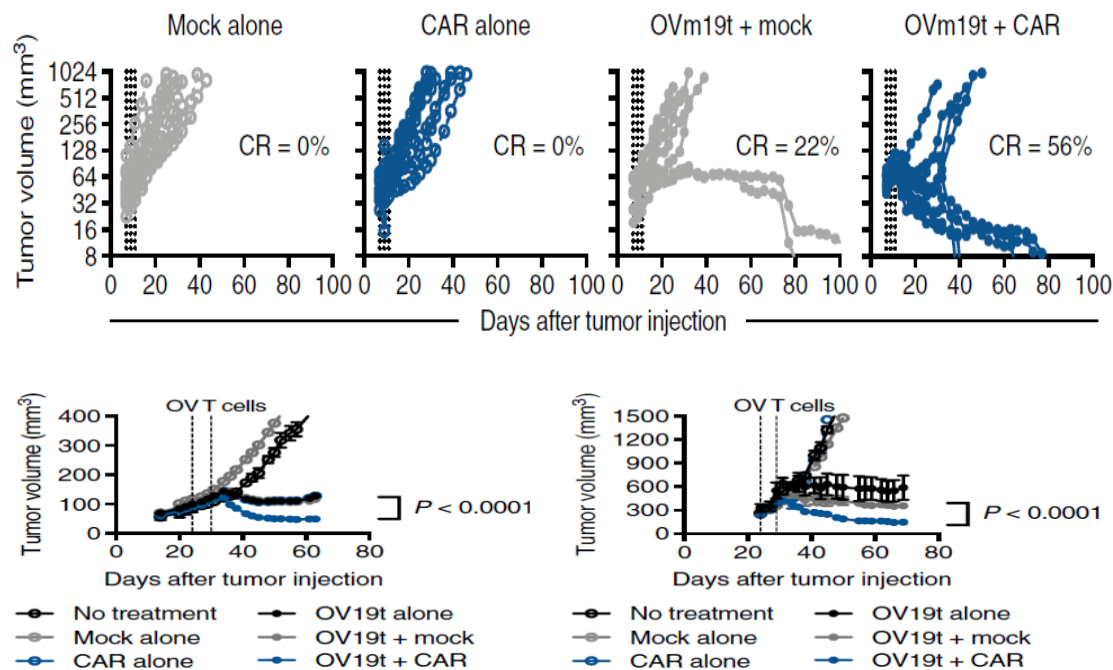 Mock alone CAR alone OVm19t + mock OVm19t + CAR
Tumor volume (mm³)
1024
512
256
128
64
32
16
8
CR = 0% CR = 0% CR = 22% CR = 56%
0 20 40 60 80 100 0 20 40 60 80 100 0 20 40 60 80 100 0 20 40 60 80 100
Days after tumor injection
Tumor volume (mm³)
400
300
200
100
0
OV T cells
P < 0.0001
0 20 40 60 80
Days after tumor injection
No treatment OV19t alone
Mock alone OV19t + mock
CAR alone OV19t + CAR
Tumor volume (mm³)
1500
1200
900
600
300
0
OV T cells
P < 0.0001
0 20 40 60 80
Days after tumor injection
No treatment OV19t alone
Mock alone OV19t + mock
CAR alone OV19t + CAR